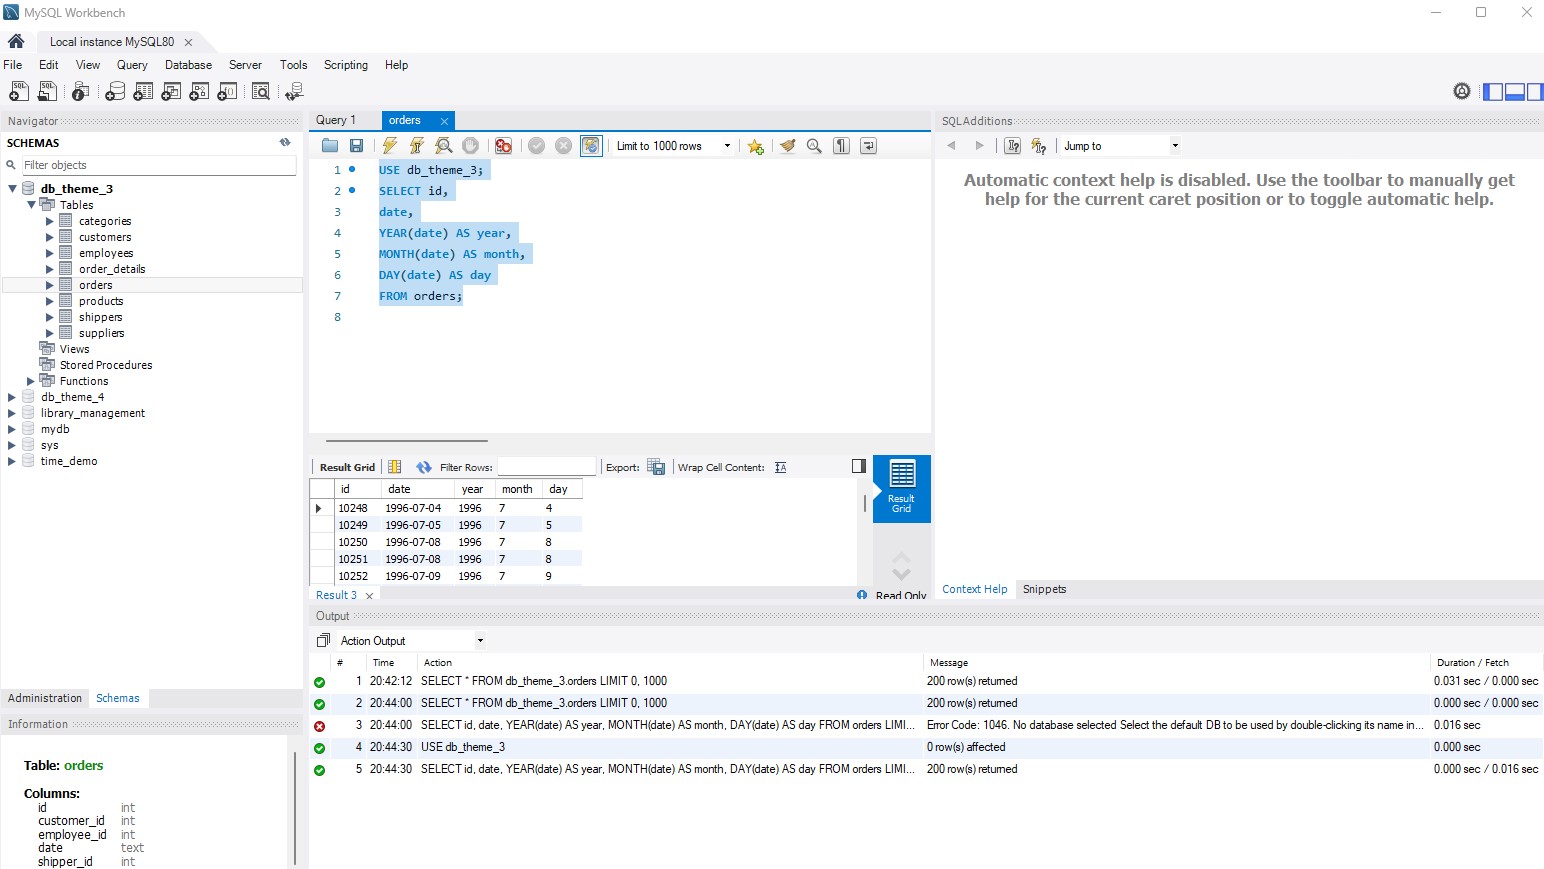 MySQL Workbench
Local instance MySQL80
File Edit View Query Database Server Tools Scripting Help
Navigator
SCHEMAS
Filter objects
db_theme_3
Tables
categories
customers
employees
order_details
orders
products
shippers
suppliers
Views
Stored Procedures
Functions
db_theme_4
library_management
mydb
sys
time_demo
Administration Schemas
Information
Table: orders
Columns:
id int
customer_id int
employee_id int
date text
shipper_id int
Query 1 orders
Limit to 1000 rows
1 USE db_theme_3;
2 SELECT id,
3 date,
4 YEAR(date) AS year,
5 MONTH(date) AS month,
6 DAY(date) AS day
7 FROM orders;
8
Result Grid Filter Rows: Export: Wrap Cell Content:
id date year month day
10248 1996-07-04 1996 7 4
10249 1996-07-05 1996 7 5
10250 1996-07-08 1996 7 8
10251 1996-07-08 1996 7 8
10252 1996-07-09 1996 7 9
Result
Grid
Result 3 Read Only
SQLAdditions
Jump to
Automatic context help is disabled. Use the toolbar to manually get
help for the current caret position or to toggle automatic help.
Context Help Snippets
Output
Action Output
# Time Action Message Duration / Fetch
1 20:42:12 SELECT * FROM db_theme_3.orders LIMIT 0, 1000 200 row(s) returned 0.031 sec / 0.000 sec
2 20:44:00 SELECT * FROM db_theme_3.orders LIMIT 0, 1000 200 row(s) returned 0.000 sec / 0.000 sec
3 20:44:00 SELECT id, date, YEAR(date) AS year, MONTH(date) AS month, DAY(date) AS day FROM orders LIMI... Error Code: 1046. No database selected Select the default DB to be used by double-clicking its name in... 0.016 sec
4 20:44:30 USE db_theme_3 0 row(s) affected 0.000 sec
5 20:44:30 SELECT id, date, YEAR(date) AS year, MONTH(date) AS month, DAY(date) AS day FROM orders LIMI... 200 row(s) returned 0.000 sec / 0.016 sec